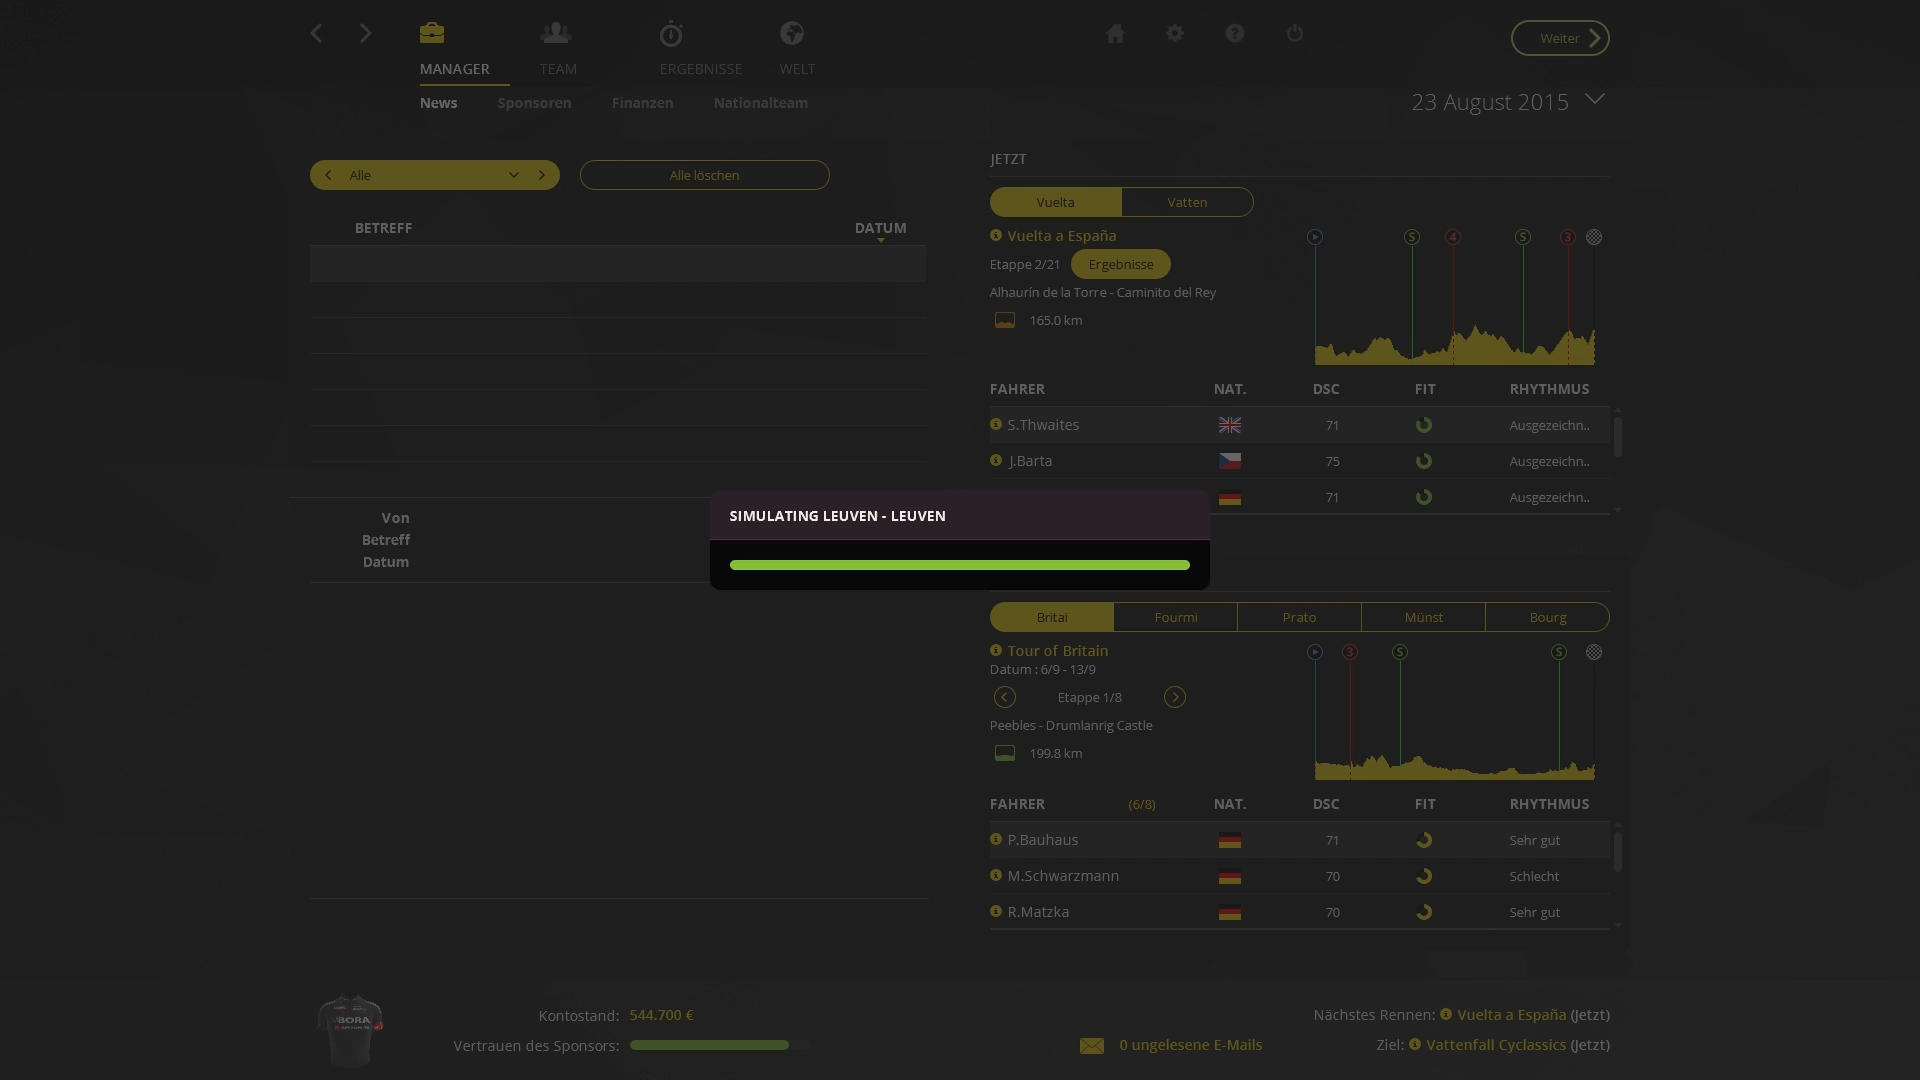 Weiter
MANAGER TEAM ERGEBNISSE WELT
News Sponsoren Finanzen Nationalteam
23 August 2015
Alle
Alle löschen
BETREFF DATUM
Von
Betreff
Datum
JETZT
Vuelta Vatten
Vuelta a España
Etappe 2/21 Ergebnisse
Alhaurín de la Torre - Caminito del Rey
165.0 km
S 4 S 3
FAHRER NAT. DSC FIT RHYTHMUS
S.Thwaites 71 Ausgezeichn..
J.Barta 75 Ausgezeichn..
71 Ausgezeichn..
SIMULATING LEUVEN - LEUVEN
Britai Fourmi Prato Münst Bourg
Tour of Britain
Datum : 6/9 - 13/9
Etappe 1/8
Peebles - Drumlanrig Castle
199.8 km
3 S S
FAHRER (6/8) NAT. DSC FIT RHYTHMUS
P.Bauhaus 71 Sehr gut
M.Schwarzmann 70 Schlecht
R.Matzka 70 Sehr gut
BORA
Kontostand: 544.700 €
Vertrauen des Sponsors:
0 ungelesene E-Mails
Nächstes Rennen: Vuelta a España (Jetzt)
Ziel: Vattenfall Cyclassics (Jetzt)